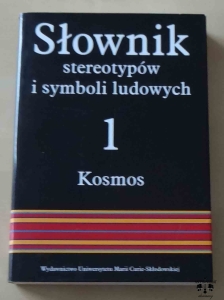 Słownik
stereotypów
i symboli ludowych
1
Kosmos
Wydawnictwo Uniwersytetu Marii Curie-Skłodowskiej